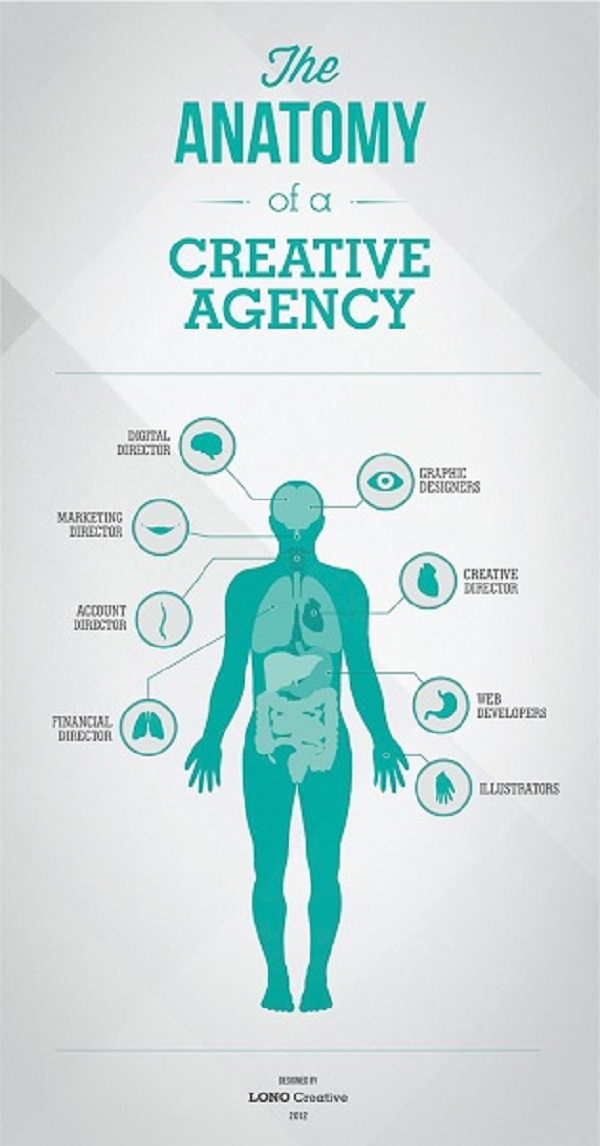 The
ANATOMY
of a
CREATIVE
AGENCY
DIGITAL
DIRECTOR
GRAPHIC
DESIGNERS
MARKETING
DIRECTOR
CREATIVE
DIRECTOR
ACCOUNT
DIRECTOR
WEB
DEVELOPERS
FINANCIAL
DIRECTOR
ILLUSTRATORS
DESIGNED BY
LONO Creative
2012